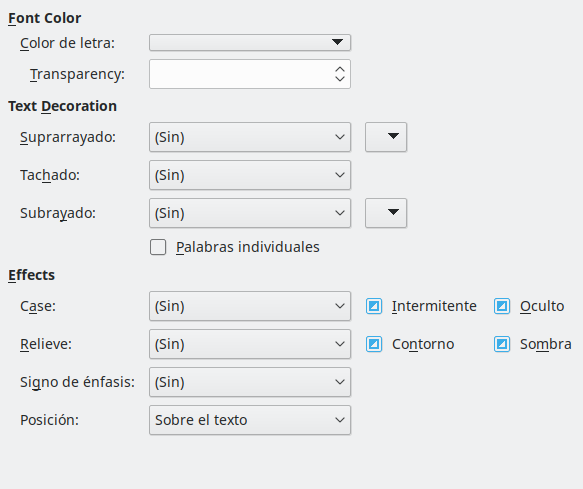 Font Color
Color de letra:
Transparency:
Text Decoration
Suprarrayado: (Sin)
Tachado: (Sin)
Subrayado: (Sin)
Palabras individuales
Effects
Case: (Sin) Intermitente Oculto
Relieve: (Sin) Contorno Sombra
Signo de énfasis: (Sin)
Posición: Sobre el texto